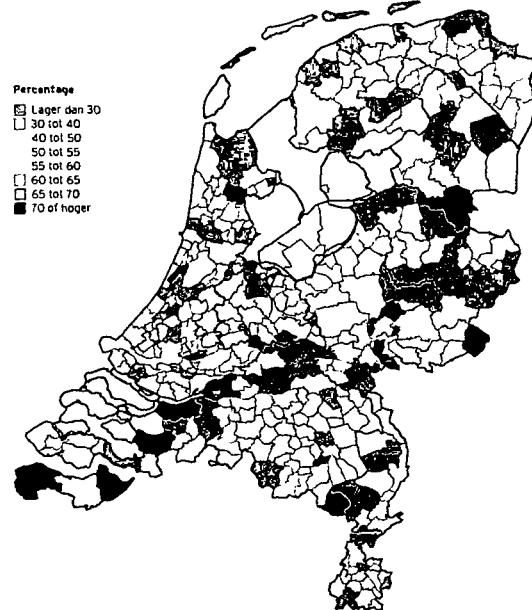 Percentage
Lager dan 30
30 tot 40
40 tot 50
50 tot 55
55 tot 60
60 tot 65
65 tot 70
70 of hoger